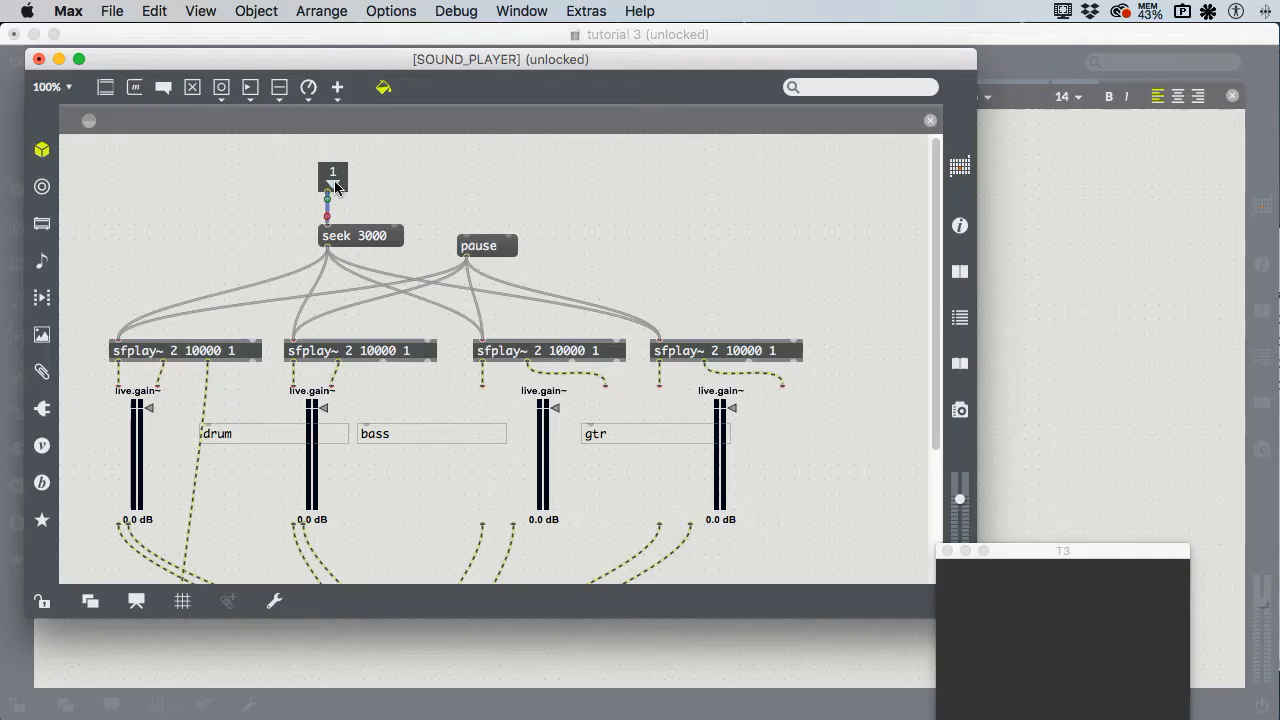 Max File Edit View Object Arrange Options Debug Window Extras Help MEM 43%
tutorial 3 (unlocked)
[SOUND_PLAYER] (unlocked)
100%
14 B I
1
seek 3000
pause
sfplay~ 2 10000 1 sfplay~ 2 10000 1 sfplay~ 2 10000 1 sfplay~ 2 10000 1
live.gain~ live.gain~ live.gain~ live.gain~
drum bass gtr
0.0 dB 0.0 dB 0.0 dB 0.0 dB
T3